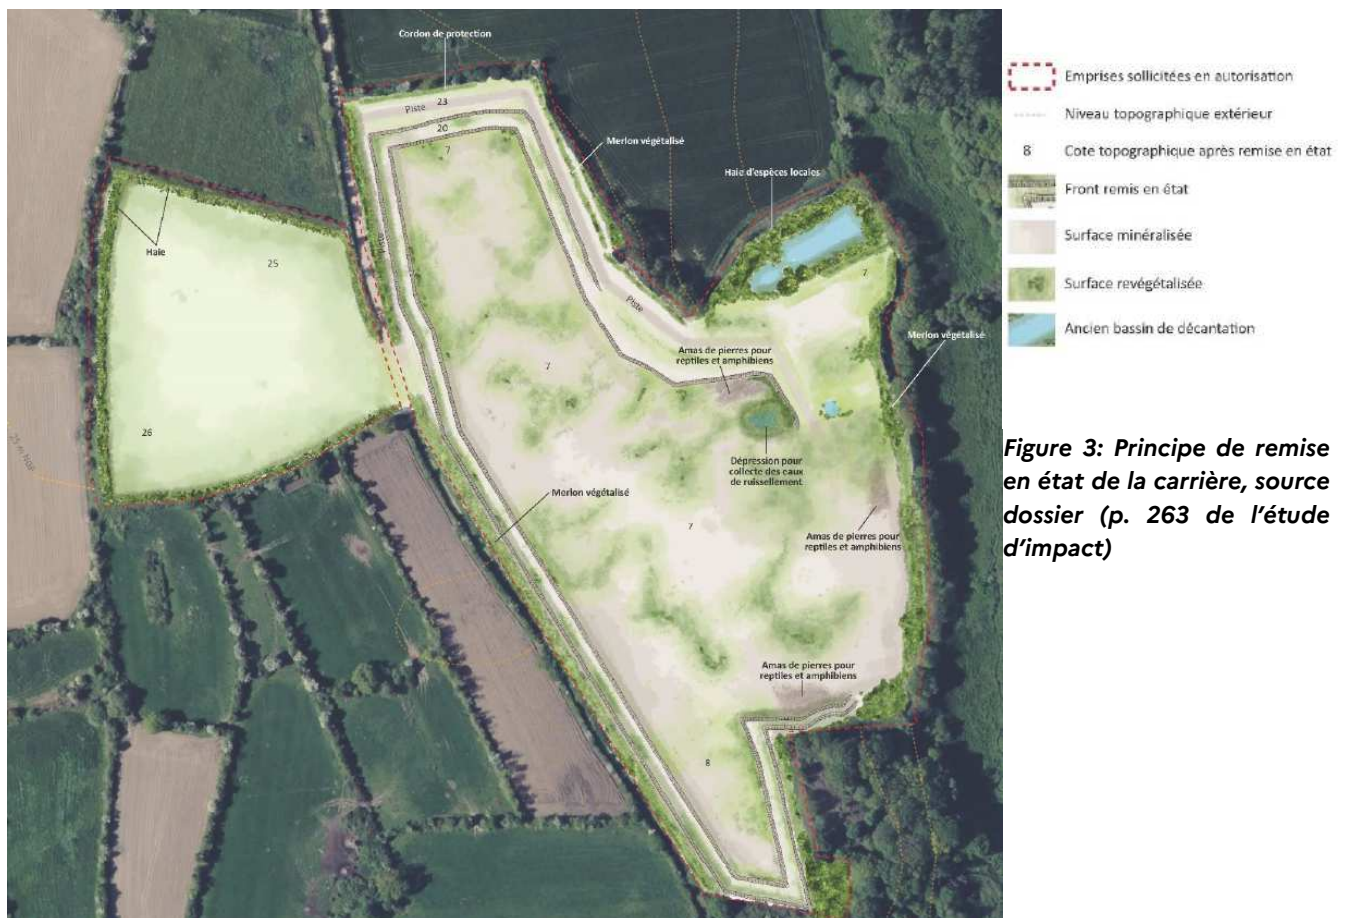 Cordon de protection
Piste
23
20
7
Merlon végétalisé
Haie d'espèces locales
Haie
25
Piste
7
Piste
Merlon végétalisé
Amas de pierres pour
reptiles et amphibiens
7
26
25 m NGF
Dépression pour
collecte des eaux
de ruissellement
Merlon végétalisé
7
Amas de pierres pour
reptiles et amphibiens
Amas de pierres pour
reptiles et amphibiens
8
Emprises sollicitées en autorisation
Niveau topographique extérieur
8
Cote topographique après remise en état
Front remis en état
Surface minéralisée
Surface revégétalisée
Ancien bassin de décantation
Figure 3: Principe de remise
en état de la carrière, source
dossier (p. 263 de l'étude
d'impact)